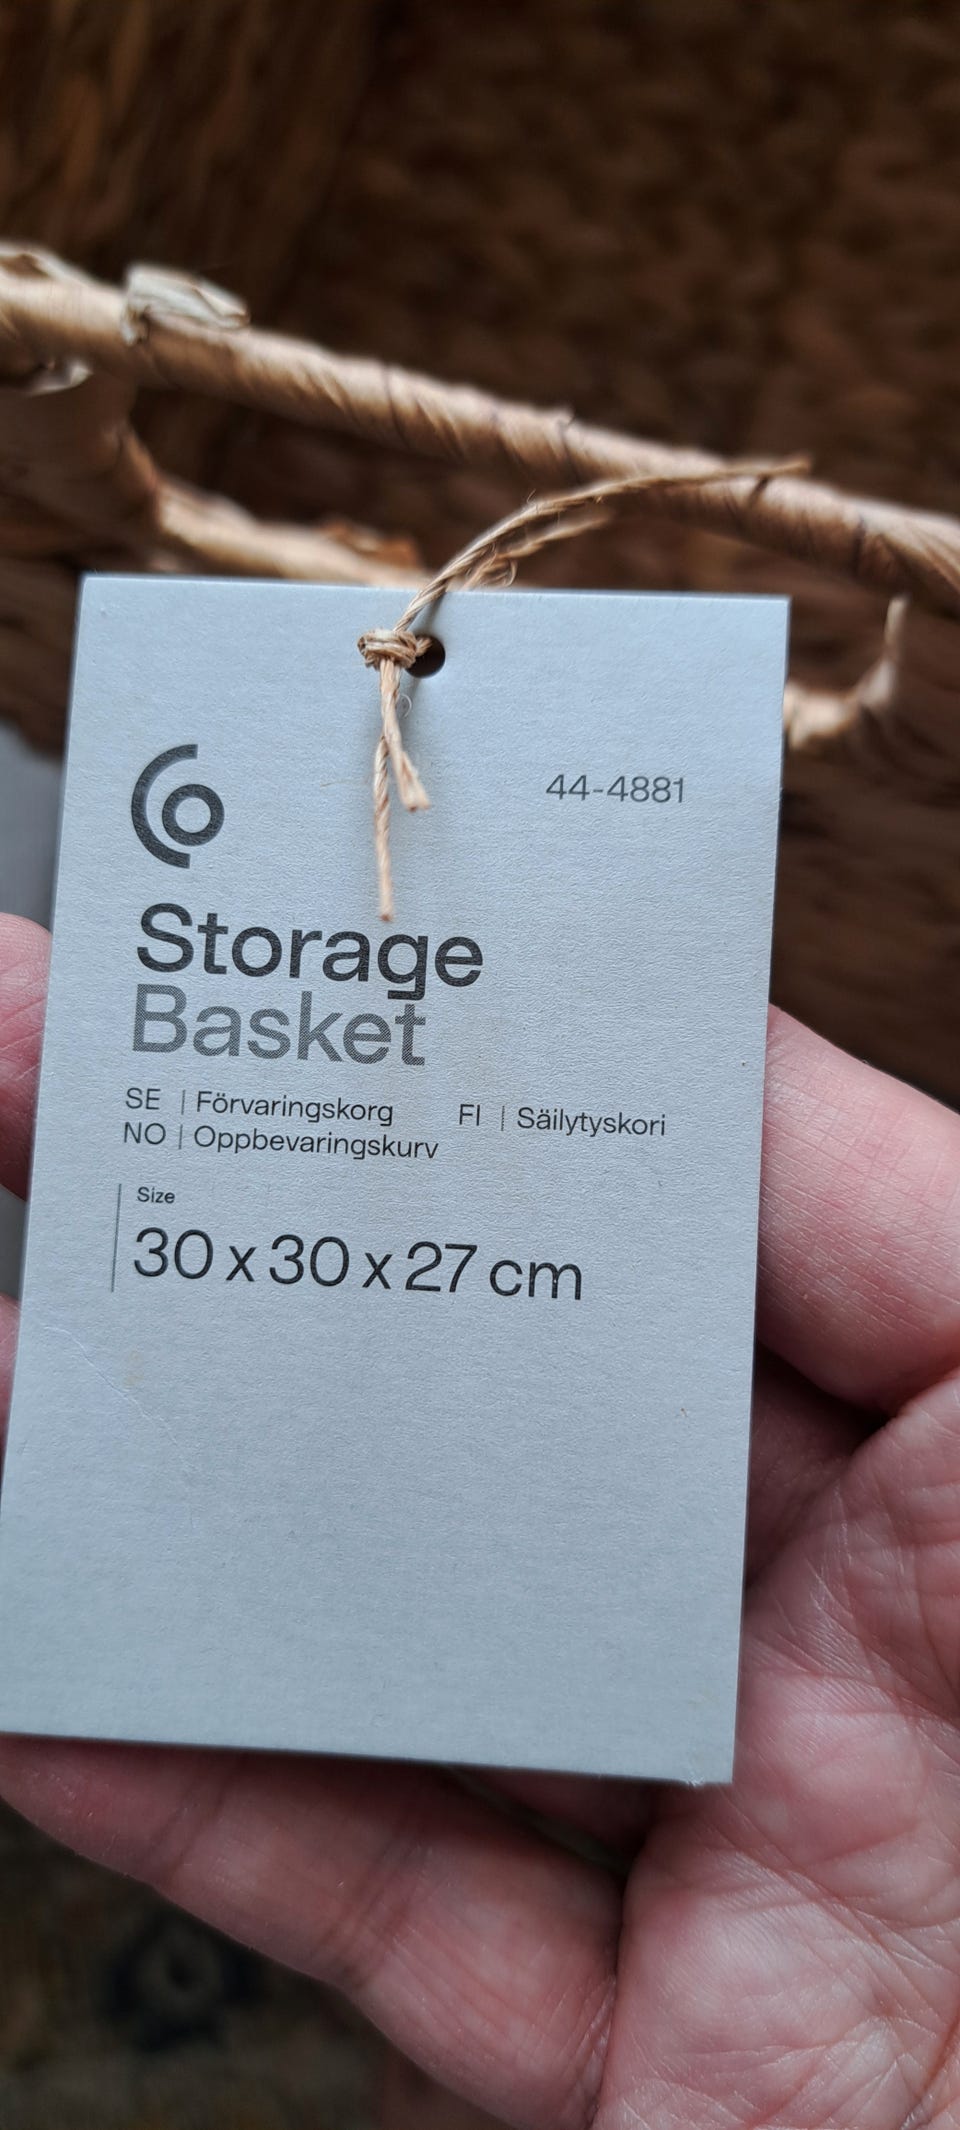 44-4881
Storage
Basket
SE | Förvaringskorg FI | Säilytyskori
NO | Oppbevaringskurv
Size
30 x 30 x 27 cm